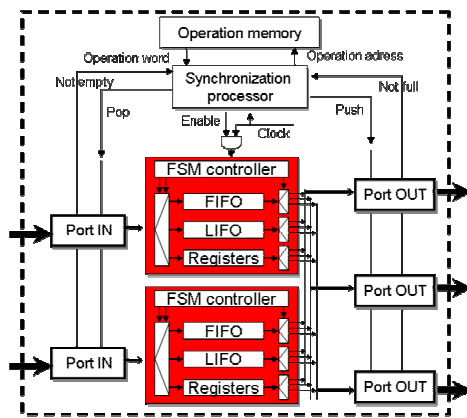 Operation memory
Operation word
Operation adress
Not empty
Synchronization
processor
Not full
Pop
Push
Enable
Clock
FSM controller
FIFO
LIFO
Registers
Port IN
Port OUT
Port OUT
FSM controller
FIFO
LIFO
Registers
Port IN
Port OUT